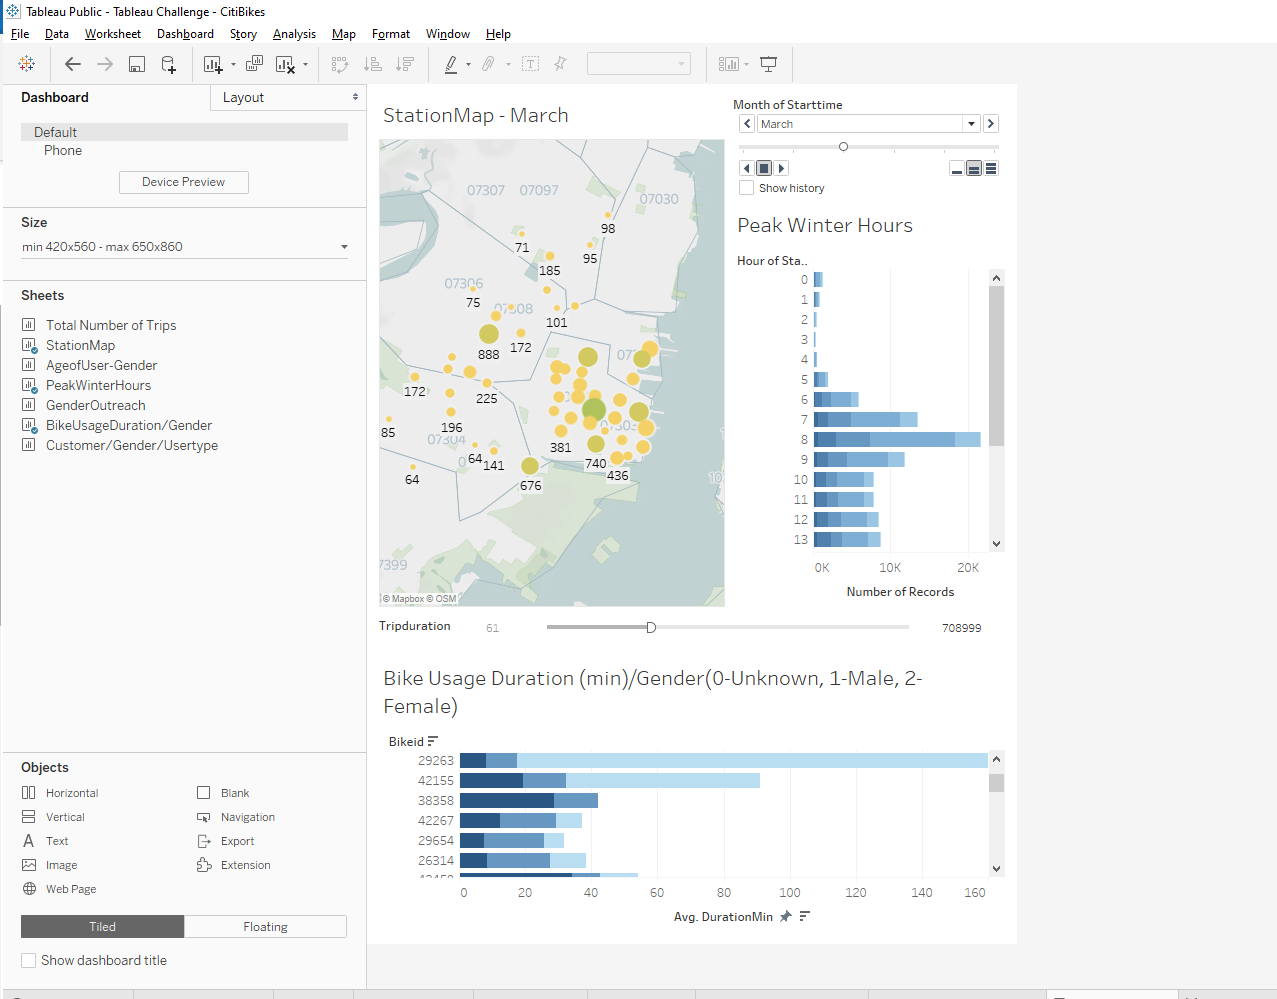 Tableau Public - Tableau Challenge - CitiBikes
File Data Worksheet Dashboard Story Analysis Map Format Window Help
Dashboard
Layout
Default
Phone
Device Preview
Size
min 420x560 - max 650x860
Sheets
Total Number of Trips
StationMap
AgeofUser-Gender
PeakWinterHours
GenderOutreach
BikeUsageDuration/Gender
Customer/Gender/Usertype
Objects
Horizontal
Blank
Vertical
Navigation
Text
Export
Image
Extension
Web Page
Tiled
Floating
Show dashboard title
StationMap - March
07307
07097
07030
98
71
95
185
07306
75
07308
101
888
172
172
225
85
196
07304
381
64
141
740
64
676
436
07399
© Mapbox © OSM
Month of Starttime
March
Show history
Peak Winter Hours
Hour of Sta..
0
1
2
3
4
5
6
7
8
9
10
11
12
13
0K
10K
20K
Number of Records
Tripduration
61
708999
Bike Usage Duration (min)/Gender(0-Unknown, 1-Male, 2-
Female)
Bikeid
29263
42155
38358
42267
29654
26314
0
20
40
60
80
100
120
140
160
Avg. DurationMin